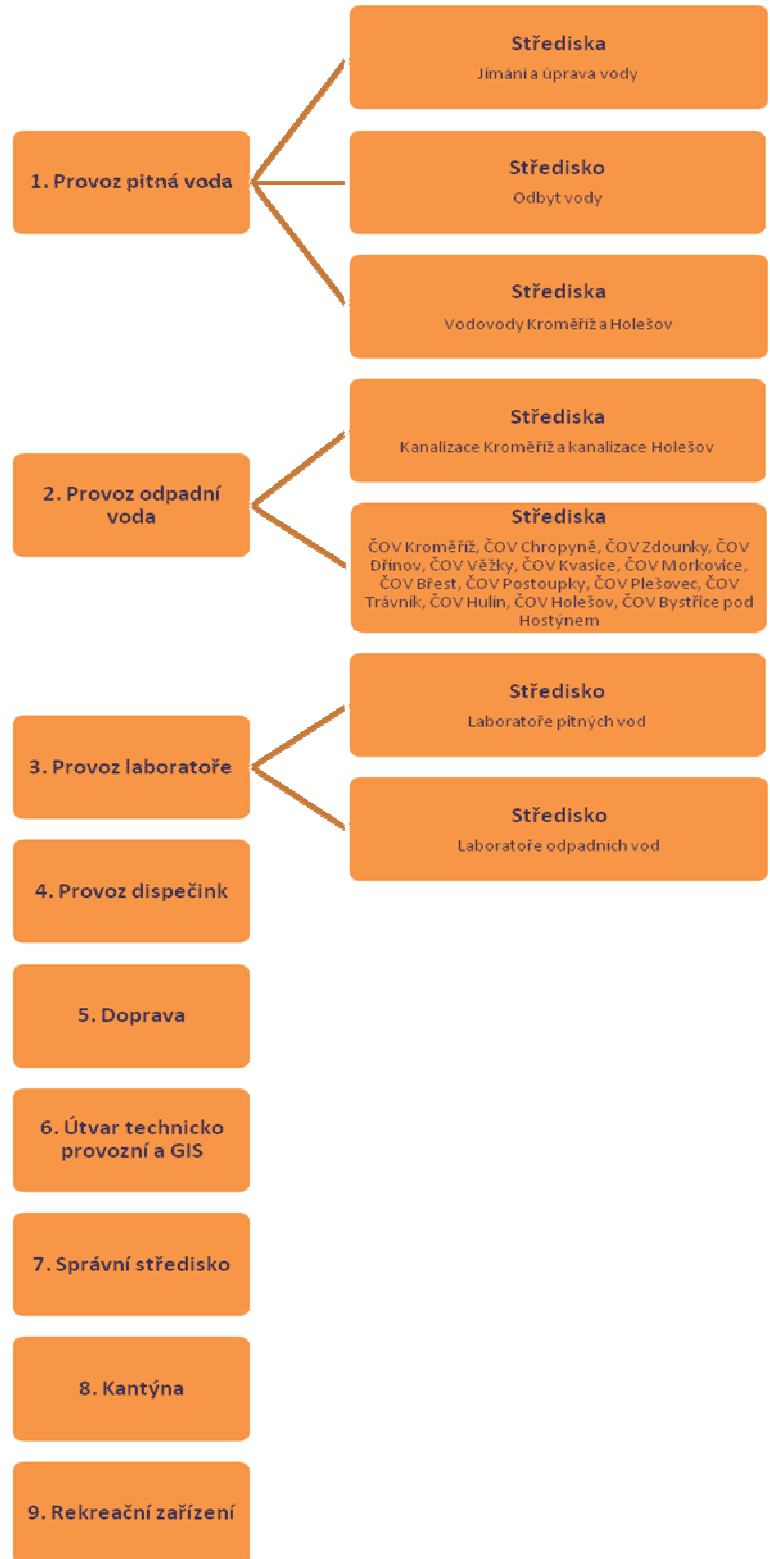 1. Provoz pitná voda
Střediska
Jímání a úprava vody
Středisko
Odbyt vody
Střediska
Vodovody Kroměříž a Holešov
2. Provoz odpadní
voda
Střediska
Kanalizace Kroměříž a kanalizace Holešov
Střediska
ČOV Kroměříž, ČOV Chropyně, ČOV Zdounky, ČOV
Dřínov, ČOV Věžky, ČOV Kvasice, ČOV Morkovice,
ČOV Břest, ČOV Postoupky, ČOV Plešovec, ČOV
Trávník, ČOV Hulín, ČOV Holešov, ČOV Bystřice pod
Hostýnem
3. Provoz laboratoře
Středisko
Laboratoře pitných vod
Středisko
Laboratoře odpadních vod
4. Provoz dispečink
5. Doprava
6. Útvar technicko
provozní a GIS
7. Správní středisko
8. Kantýna
9. Rekreační zařízení